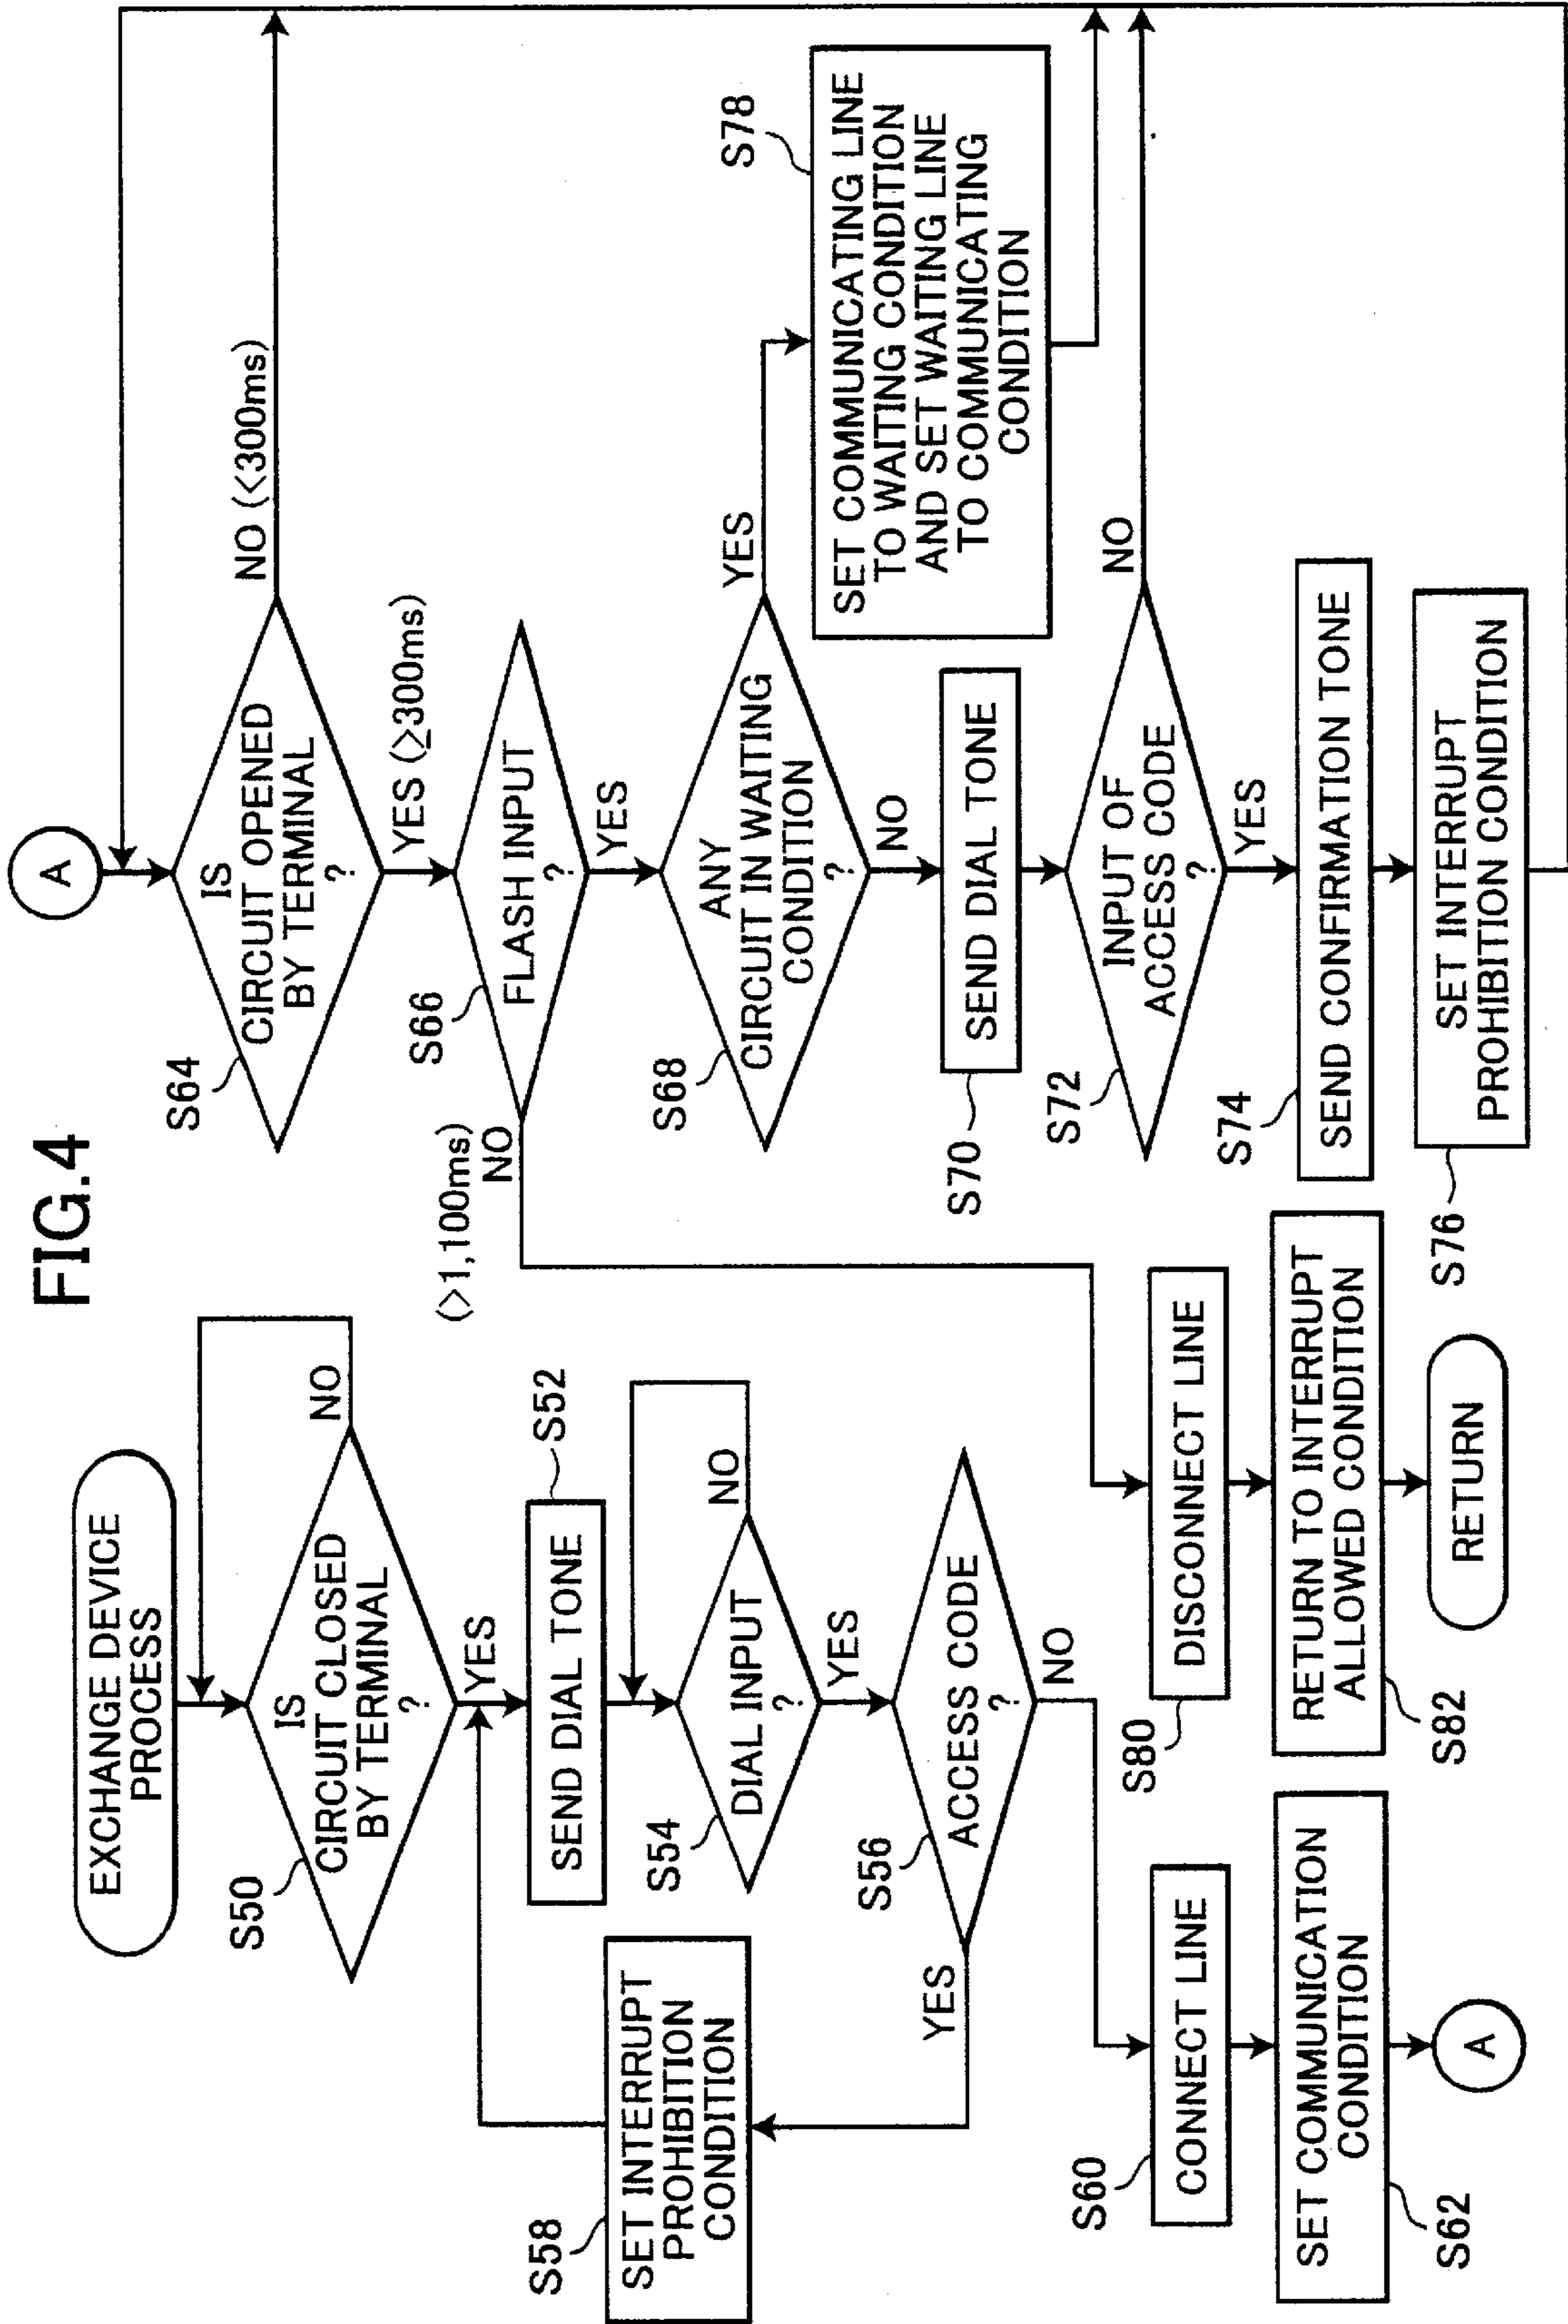 FIG.4
EXCHANGE DEVICE
PROCESS
S50
IS
CIRCUIT CLOSED
BY TERMINAL
?
NO
YES
SEND DIAL TONE
S52
S54
DIAL INPUT
?
NO
YES
S56
ACCESS CODE
?
YES
NO
S58
SET INTERRUPT
PROHIBITION
CONDITION
S60
CONNECT LINE
S62
SET COMMUNICATION
CONDITION
A
A
S64
IS
CIRCUIT OPENED
BY TERMINAL
?
NO (<300ms)
YES (≥300ms)
S66
FLASH INPUT
?
(>1,100ms)
NO
YES
S68
ANY
CIRCUIT IN WAITING
CONDITION
?
YES
NO
S78
SET COMMUNICATING LINE
TO WAITING CONDITION
AND SET WAITING LINE
TO COMMUNICATING
CONDITION
S70
SEND DIAL TONE
S72
INPUT OF
ACCESS CODE
?
NO
YES
S74
SEND CONFIRMATION TONE
S76
SET INTERRUPT
PROHIBITION CONDITION
S80
DISCONNECT LINE
S82
RETURN TO INTERRUPT
ALLOWED CONDITION
RETURN